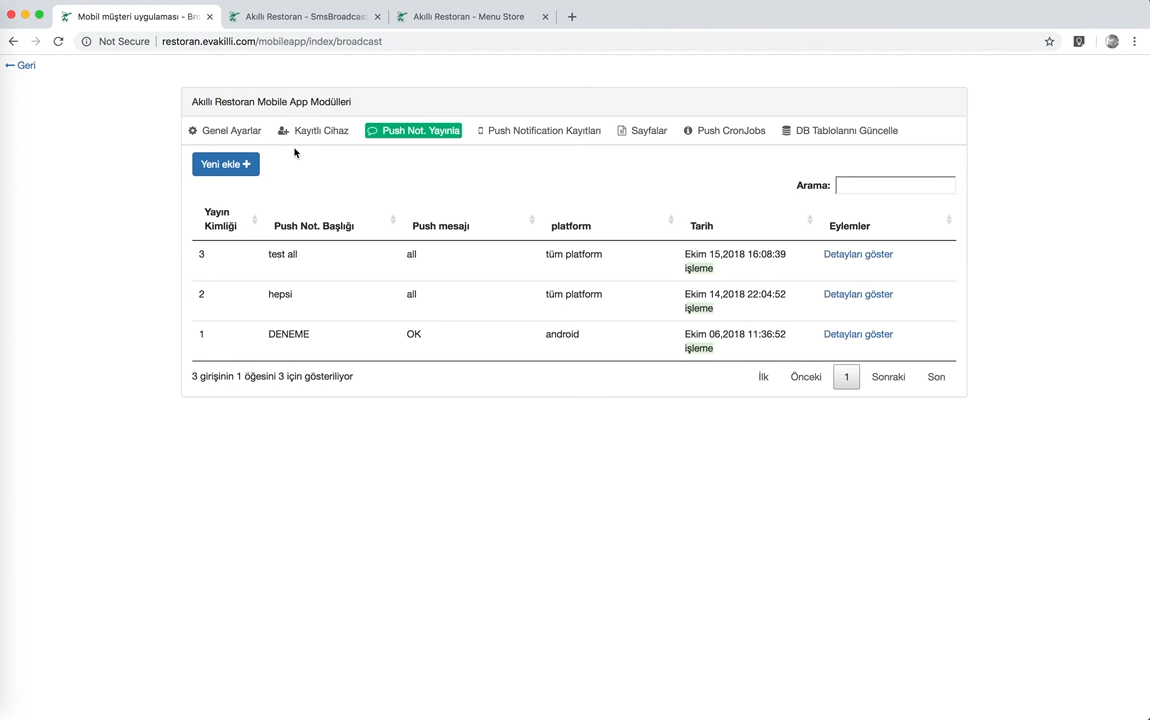 Mobil müşteri uygulaması - Bro
Akıllı Restoran - SmsBroadcast
Akıllı Restoran - Menu Store
Not Secure | restoran.evakilli.com/mobileapp/index/broadcast
Geri
Akıllı Restoran Mobile App Modülleri
Genel Ayarlar Kayıtlı Cihaz Push Not. Yayınla Push Notification Kayıtları Sayfalar Push CronJobs DB Tablolarını Güncelle
Yeni ekle
Arama:
Yayın
Kimliği Push Not. Başlığı Push mesajı platform Tarih Eylemler
3 test all all tüm platform Ekim 15,2018 16:08:39 Detayları göster
işleme
2 hepsi all tüm platform Ekim 14,2018 22:04:52 Detayları göster
işleme
1 DENEME OK android Ekim 06,2018 11:36:52 Detayları göster
işleme
3 girişinin 1 öğesini 3 için gösteriliyor İlk Önceki 1 Sonraki Son